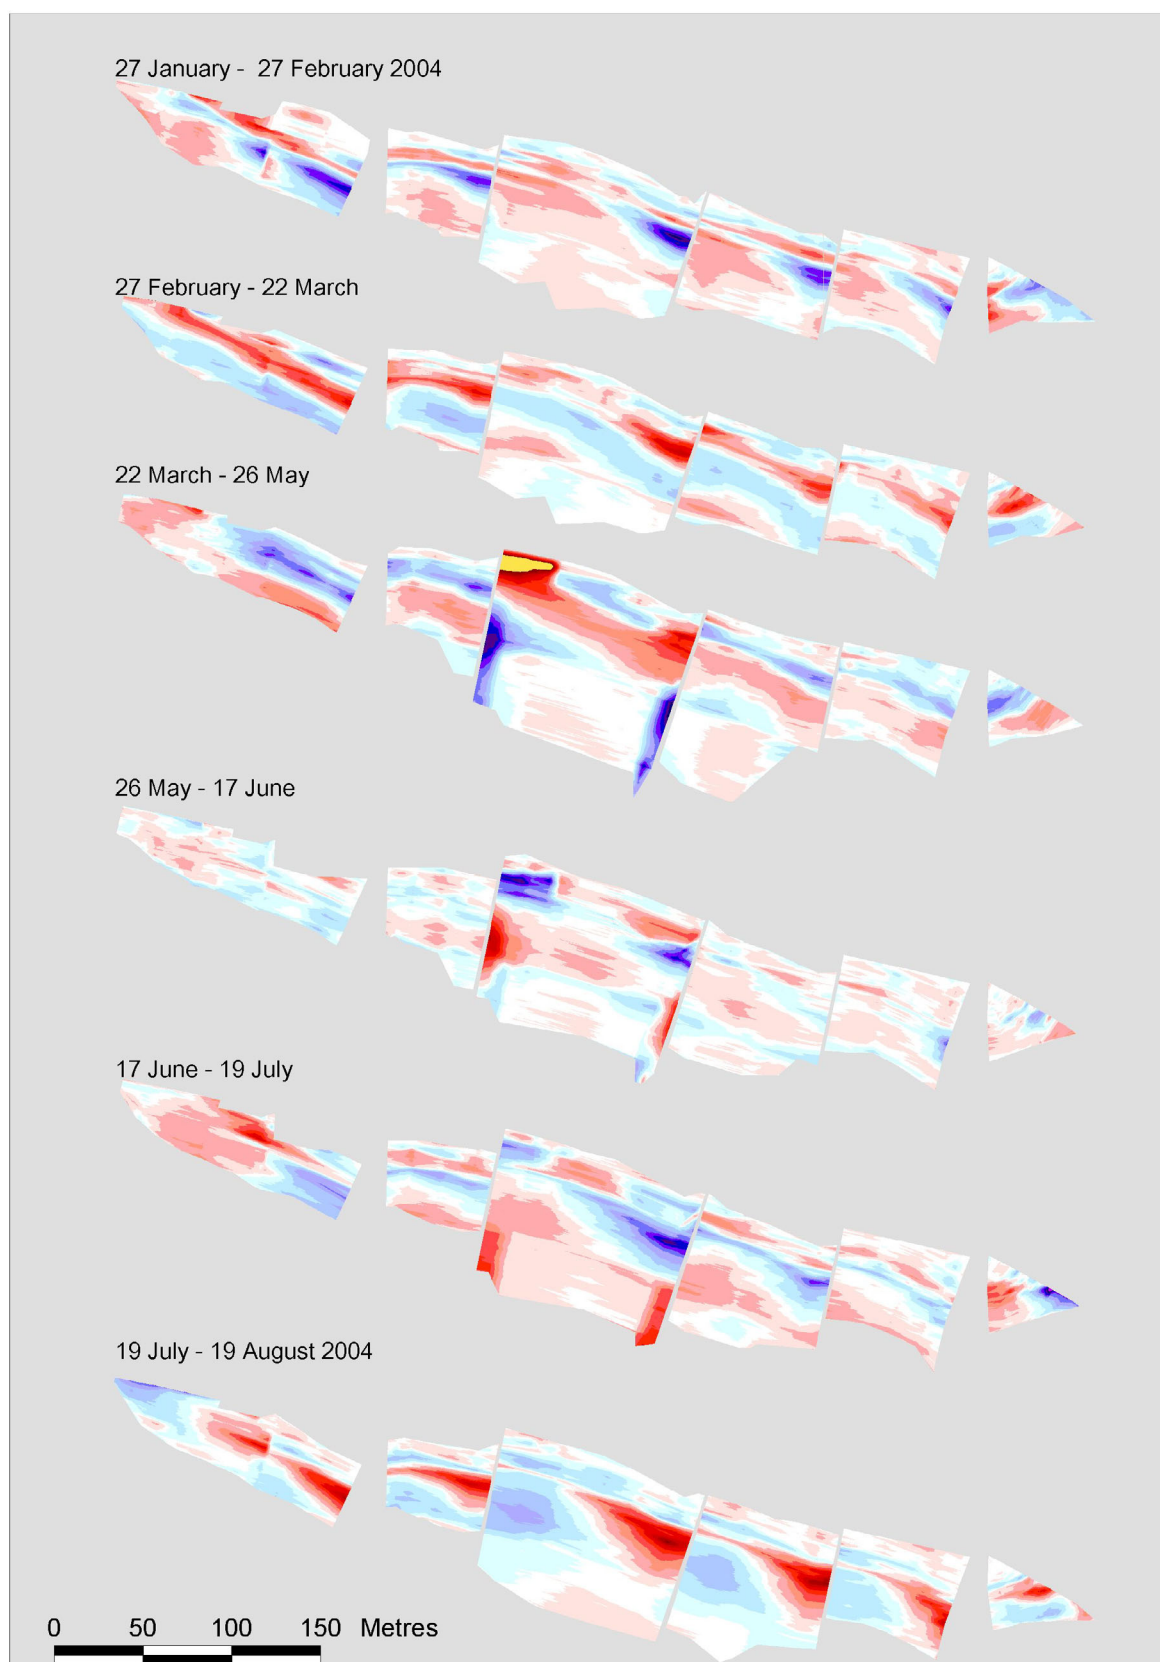 27 January - 27 February 2004
27 February - 22 March
22 March - 26 May
26 May - 17 June
17 June - 19 July
19 July - 19 August 2004
0 50 100 150 Metres